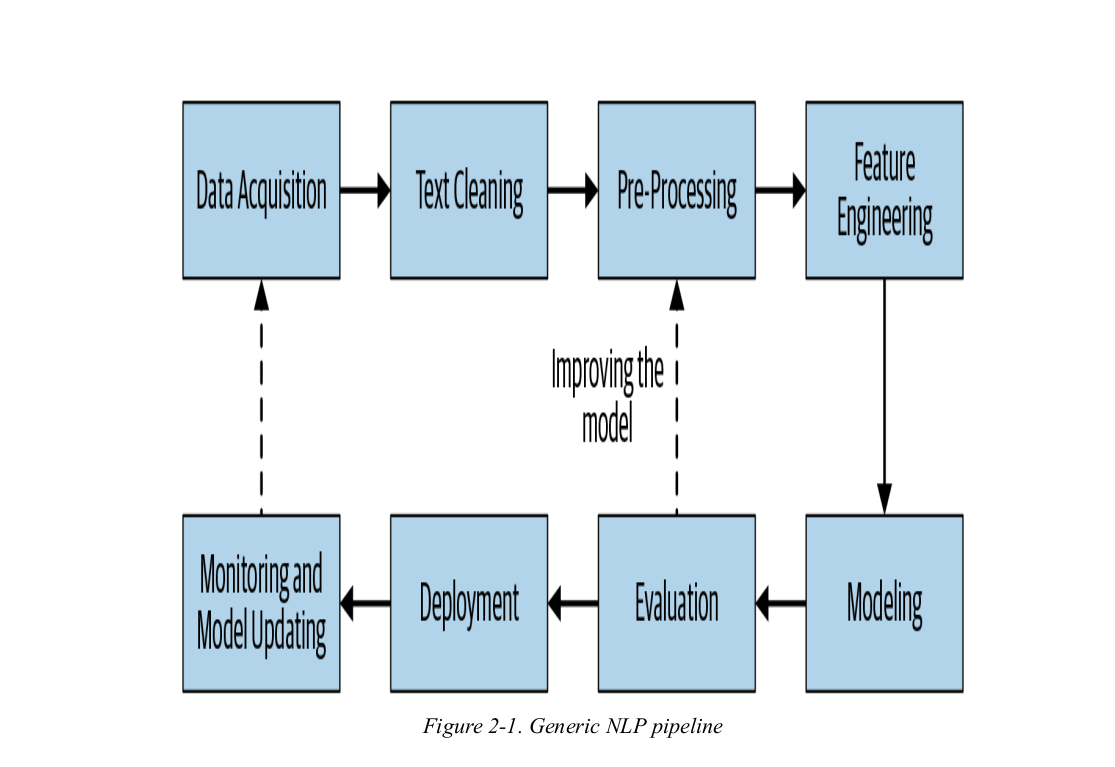 Data Acquisition
Text Cleaning
Pre-Processing
Feature
Engineering
Improving the
model
Monitoring and
Model Updating
Deployment
Evaluation
Modeling
Figure 2-1. Generic NLP pipeline